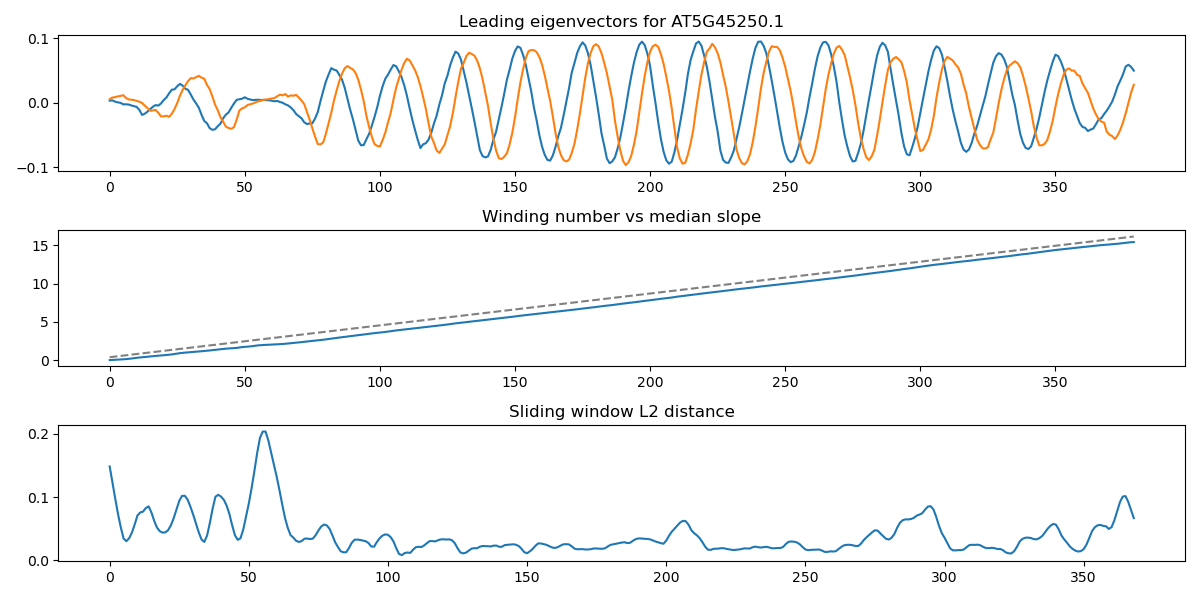 Leading eigenvectors for AT5G45250.1
0.1
0.0
−0.1
0 50 100 150 200 250 300 350
Winding number vs median slope
15
10
5
0
0 50 100 150 200 250 300 350
Sliding window L2 distance
0.2
0.1
0.0
0 50 100 150 200 250 300 350